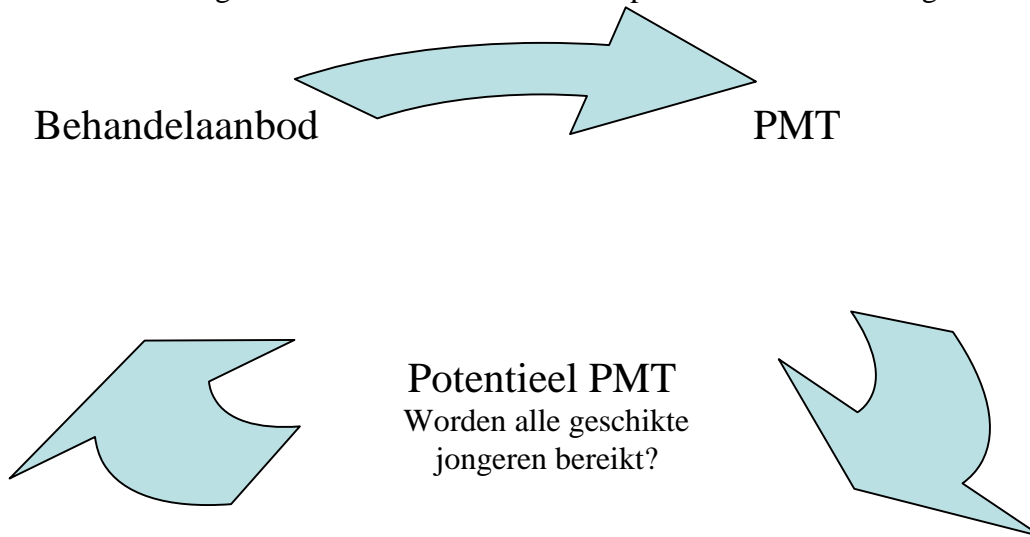 Behandelaanbod PMT
Potentieel PMT
Worden alle geschikte
jongeren bereikt?